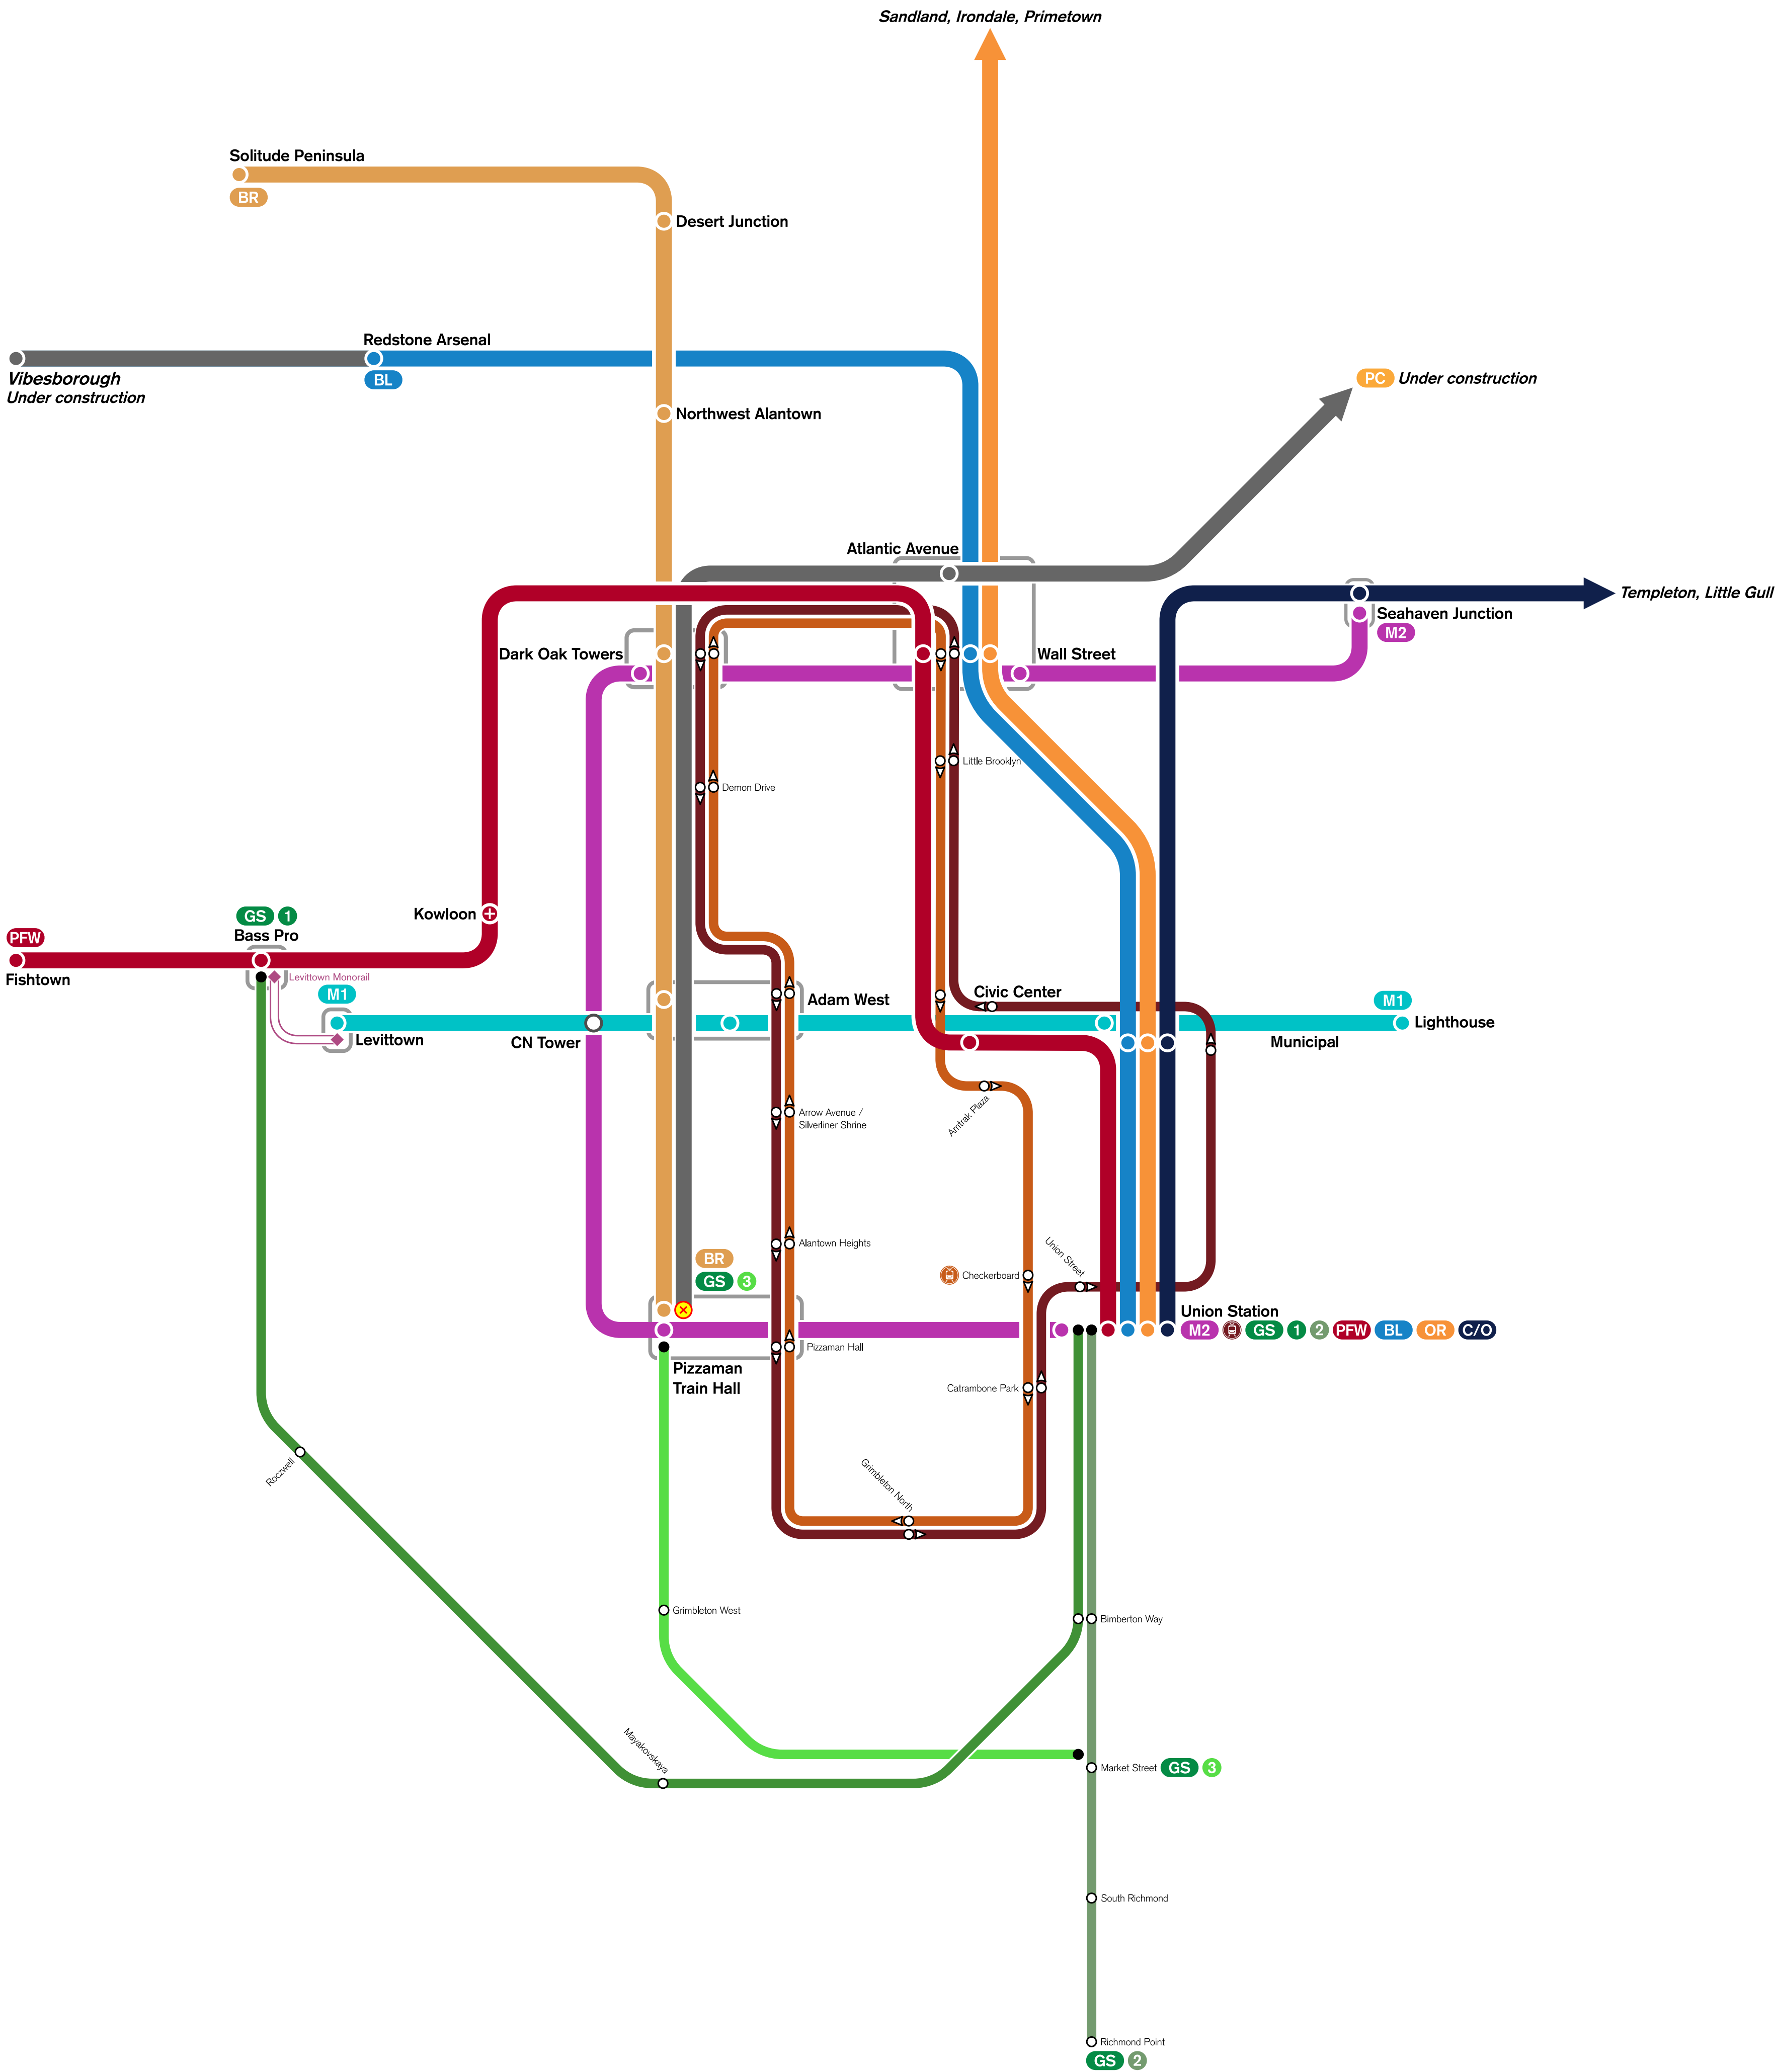 Sandland, Irondale, Primetown
Solitude Peninsula
BR
Desert Junction
Redstone Arsenal
BL
Vibesborough
Under construction
PC Under construction
Northwest Alantown
Atlantic Avenue
Templeton, Little Gull
Seahaven Junction
M2
Dark Oak Towers
Wall Street
Little Brooklyn
Demon Drive
Kowloon
GS 1
Bass Pro
PFW
Fishtown
Levittown Monorail
M1
Levittown
CN Tower
Adam West
Civic Center
M1
Lighthouse
Municipal
Amtrak Plaza
Arrow Avenue /
Silverliner Shrine
Alantown Heights
Union Street
BR
GS 3
Checkerboard
Union Station
M2 GS 1 2 PFW BL OR C/O
Pizzaman Hall
Pizzaman
Train Hall
Catrambone Park
Roczwell
Grimbleton North
Grimbleton West
Bimberton Way
Mayakovskaya
Market Street GS 3
South Richmond
Richmond Point
GS 2